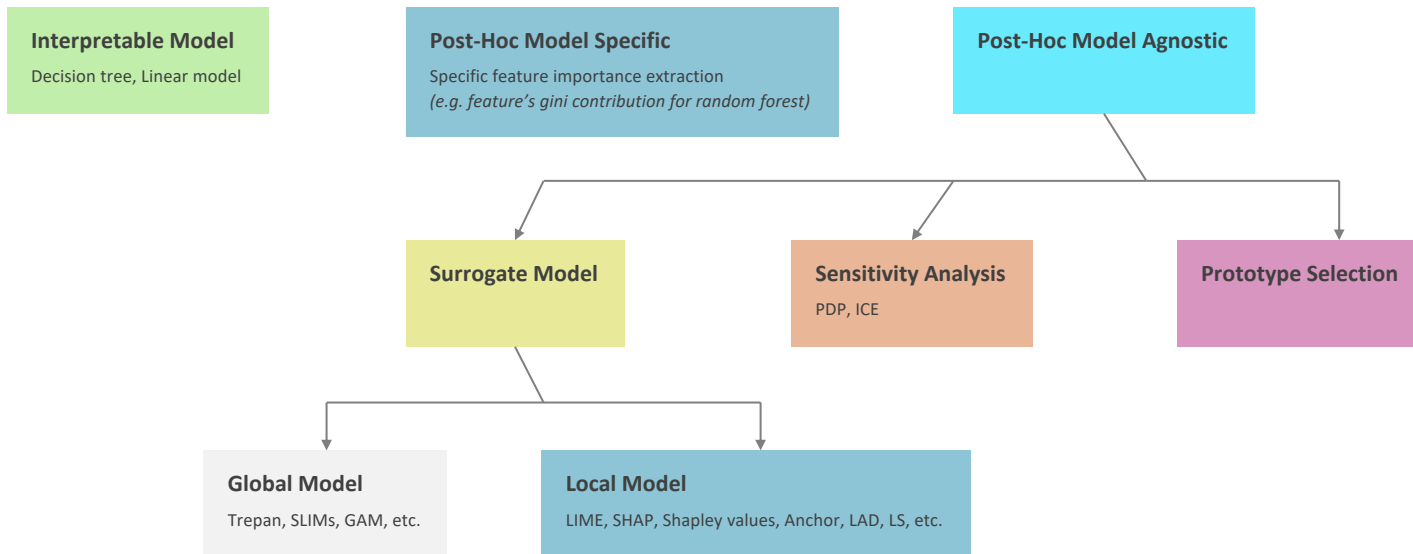 Interpretable Model
Decision tree, Linear model
Post-Hoc Model Specific
Specific feature importance extraction
(e.g. feature's gini contribution for random forest)
Post-Hoc Model Agnostic
Surrogate Model
Sensitivity Analysis
PDP, ICE
Prototype Selection
Global Model
Trepan, SLIMs, GAM, etc.
Local Model
LIME, SHAP, Shapley values, Anchor, LAD, LS, etc.